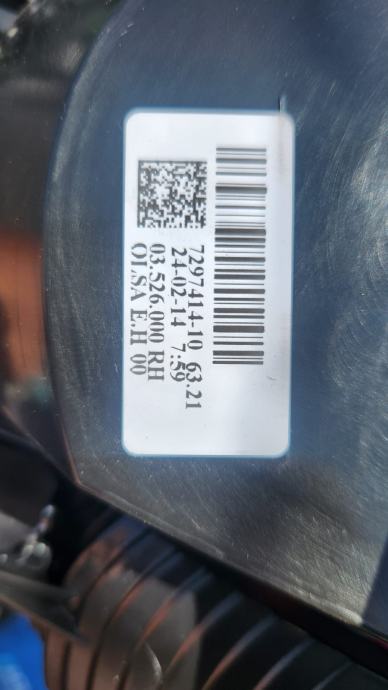 7297414-10 63.21
24-02-14 7:59
03.526.000 RH
OLSA E.H 00